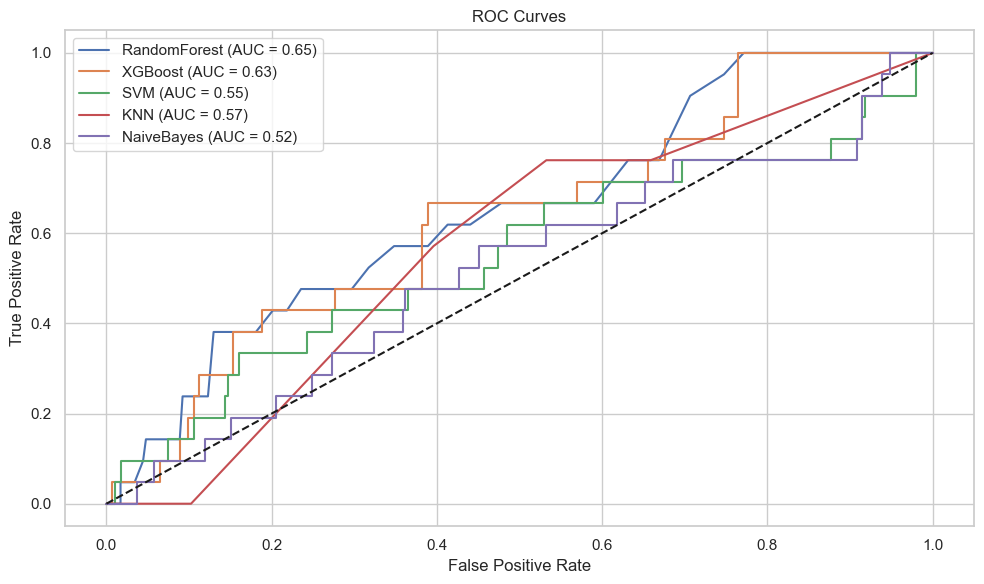 ROC Curves
RandomForest (AUC = 0.65)
XGBoost (AUC = 0.63)
SVM (AUC = 0.55)
KNN (AUC = 0.57)
NaiveBayes (AUC = 0.52)
True Positive Rate
1.0
0.8
0.6
0.4
0.2
0.0
0.0 0.2 0.4 0.6 0.8 1.0
False Positive Rate